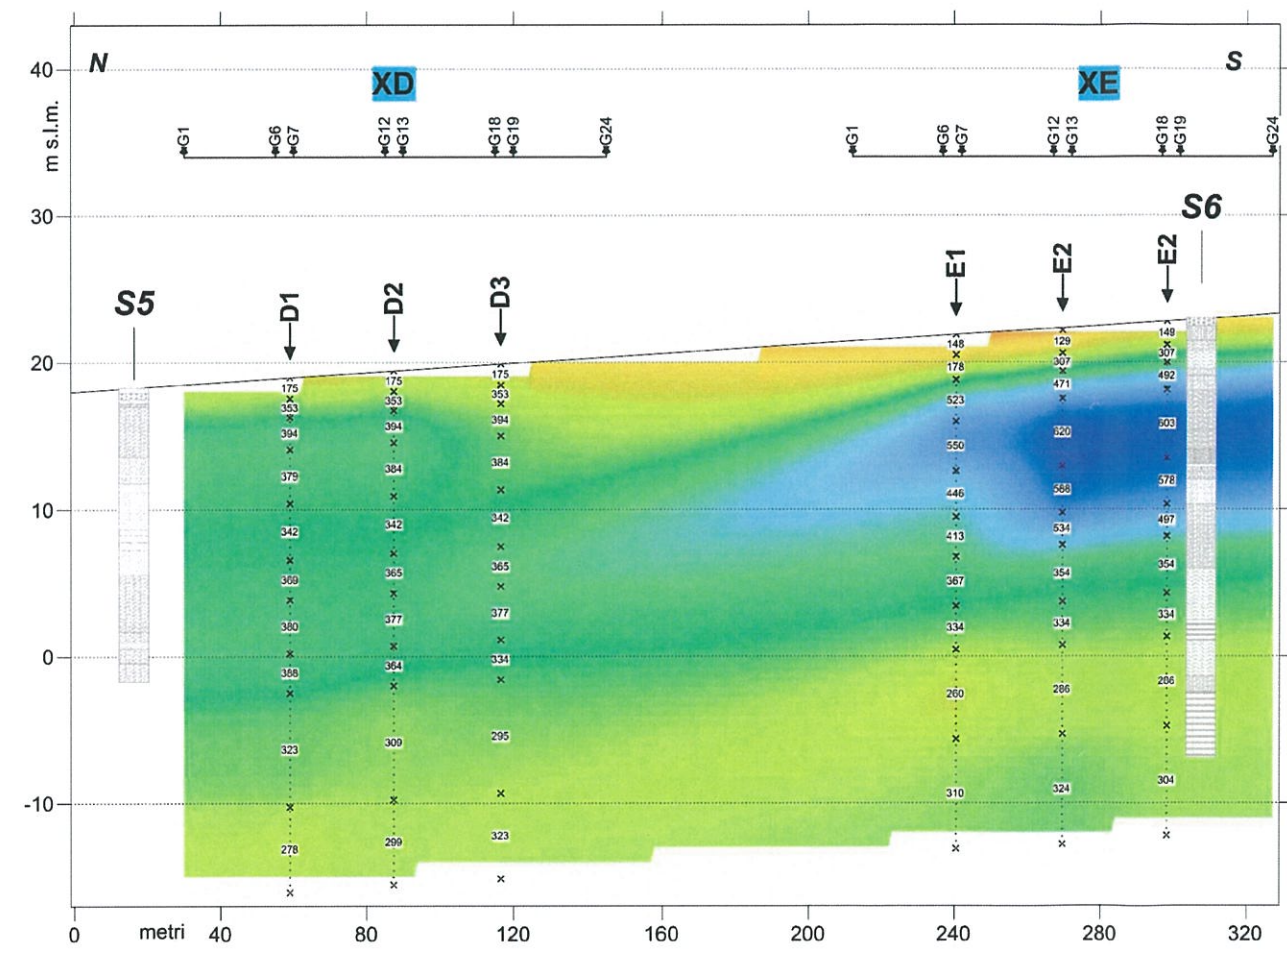 N
XD
XE
S
40
m s.l.m.
G1
G6
G7
G12
G13
G18
G19
G24
G1
G6
G7
G12
G13
G18
G19
G24
30
S6
S5
D1
D2
D3
E1
E2
E2
20
10
0
-10
175
353
394
379
342
369
380
388
323
278
175
353
394
384
342
365
377
364
309
299
175
353
394
384
342
365
377
334
295
323
148
178
523
550
446
413
367
334
260
310
129
307
471
620
568
534
354
334
286
324
149
307
492
603
578
497
354
334
286
304
0 metri 40 80 120 160 200 240 280 320